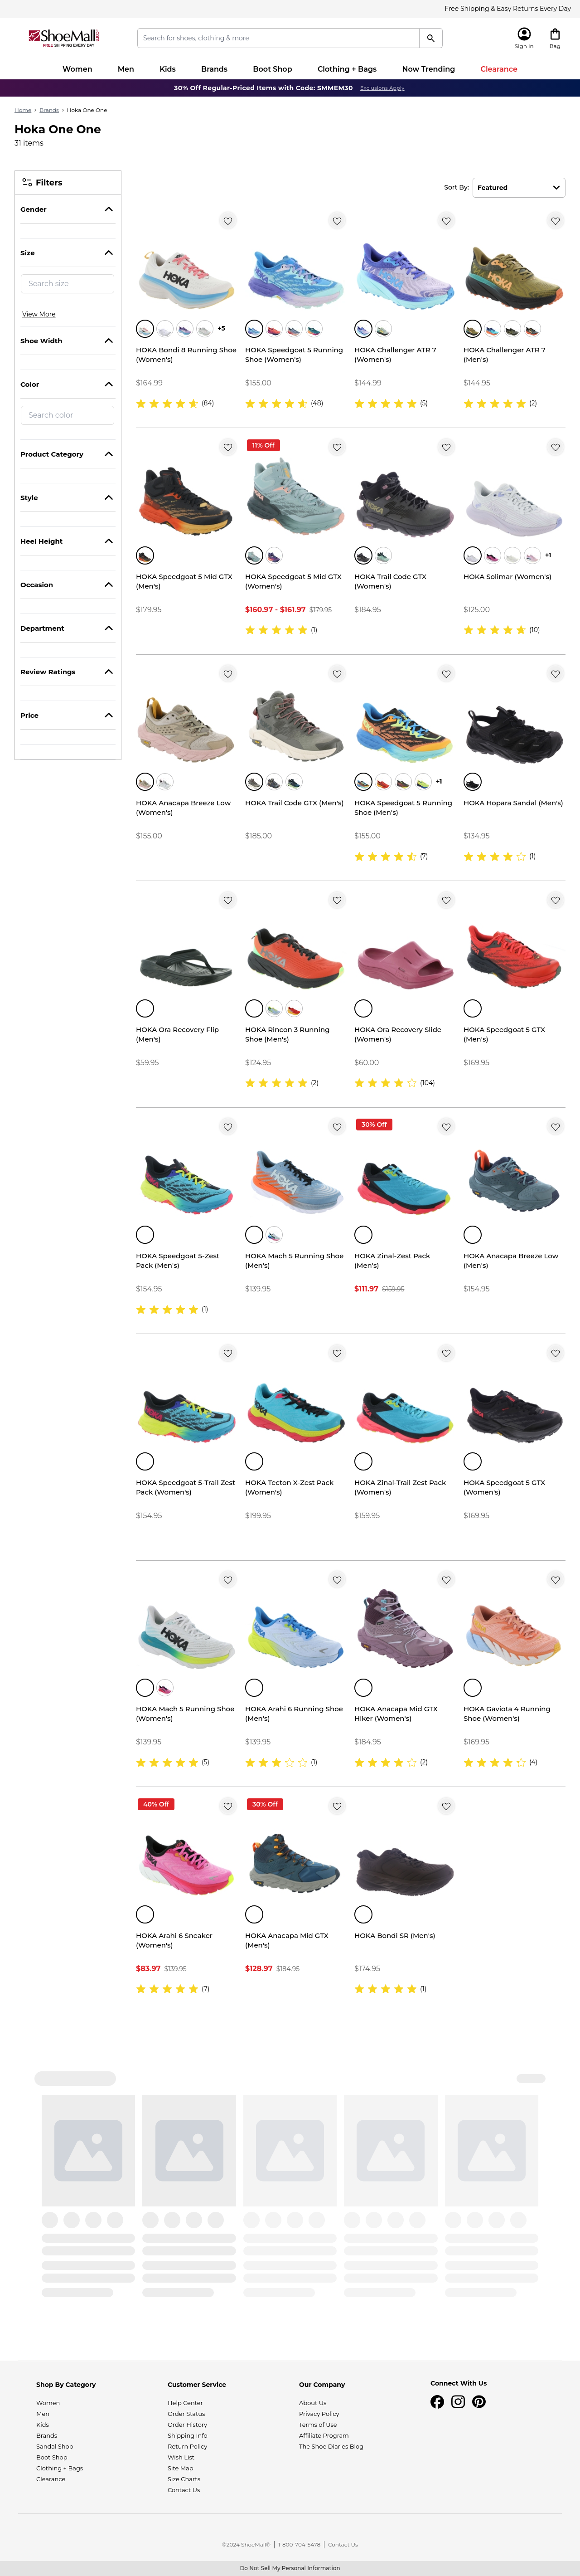 Free Shipping & Easy Returns Every Day
ShoeMall
FREE SHIPPING EVERY DAY
Search for shoes, clothing & more
Sign In
Bag
Women Men Kids Brands Boot Shop Clothing + Bags Now Trending Clearance
30% Off Regular-Priced Items with Code: SMMEM30 Exclusions Apply
Home > Brands > Hoka One One
Hoka One One
31 items
Filters
Gender
Size
Search size
View More
Shoe Width
Color
Search color
Product Category
Style
Heel Height
Occasion
Department
Review Ratings
Price
Sort By: Featured
+5
HOKA Bondi 8 Running Shoe (Women's)
$164.99
(84)
HOKA Speedgoat 5 Running Shoe (Women's)
$155.00
(48)
HOKA Challenger ATR 7 (Women's)
$144.99
(5)
HOKA Challenger ATR 7 (Men's)
$144.95
(2)
HOKA Speedgoat 5 Mid GTX (Men's)
$179.95
11% Off
HOKA Speedgoat 5 Mid GTX (Women's)
$160.97 - $161.97 $179.95
(1)
HOKA Trail Code GTX (Women's)
$184.95
+1
HOKA Solimar (Women's)
$125.00
(10)
HOKA Anacapa Breeze Low (Women's)
$155.00
HOKA Trail Code GTX (Men's)
$185.00
+1
HOKA Speedgoat 5 Running Shoe (Men's)
$155.00
(7)
HOKA Hopara Sandal (Men's)
$134.95
(1)
HOKA Ora Recovery Flip (Men's)
$59.95
HOKA Rincon 3 Running Shoe (Men's)
$124.95
(2)
HOKA Ora Recovery Slide (Women's)
$60.00
(104)
HOKA Speedgoat 5 GTX (Men's)
$169.95
HOKA Speedgoat 5-Zest Pack (Men's)
$154.95
(1)
HOKA Mach 5 Running Shoe (Men's)
$139.95
30% Off
HOKA Zinal-Zest Pack (Men's)
$111.97 $159.95
HOKA Anacapa Breeze Low (Men's)
$154.95
HOKA Speedgoat 5-Trail Zest Pack (Women's)
$154.95
HOKA Tecton X-Zest Pack (Women's)
$199.95
HOKA Zinal-Trail Zest Pack (Women's)
$159.95
HOKA Speedgoat 5 GTX (Women's)
$169.95
HOKA Mach 5 Running Shoe (Women's)
$139.95
(5)
HOKA Arahi 6 Running Shoe (Men's)
$139.95
(1)
HOKA Anacapa Mid GTX Hiker (Women's)
$184.95
(2)
HOKA Gaviota 4 Running Shoe (Women's)
$169.95
(4)
40% Off
HOKA Arahi 6 Sneaker (Women's)
$83.97 $139.95
(7)
30% Off
HOKA Anacapa Mid GTX (Men's)
$128.97 $184.95
HOKA Bondi SR (Men's)
$174.95
(1)
Shop By Category
Women
Men
Kids
Brands
Sandal Shop
Boot Shop
Clothing + Bags
Clearance
Customer Service
Help Center
Order Status
Order History
Shipping Info
Return Policy
Wish List
Site Map
Size Charts
Contact Us
Our Company
About Us
Privacy Policy
Terms of Use
Affiliate Program
The Shoe Diaries Blog
Connect With Us
©2024 ShoeMall® | 1-800-704-5478 | Contact Us
Do Not Sell My Personal Information